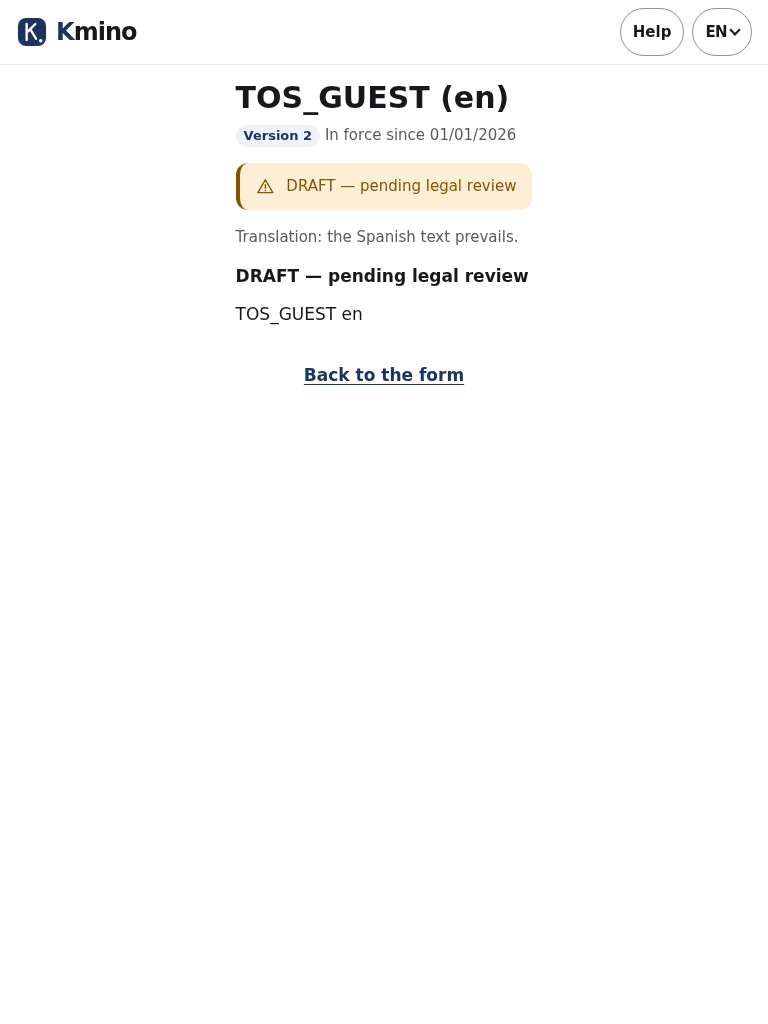 K. Kmino
Help
EN
TOS_GUEST (en)
Version 2 In force since 01/01/2026
DRAFT — pending legal review
Translation: the Spanish text prevails.
DRAFT — pending legal review
TOS_GUEST en
Back to the form